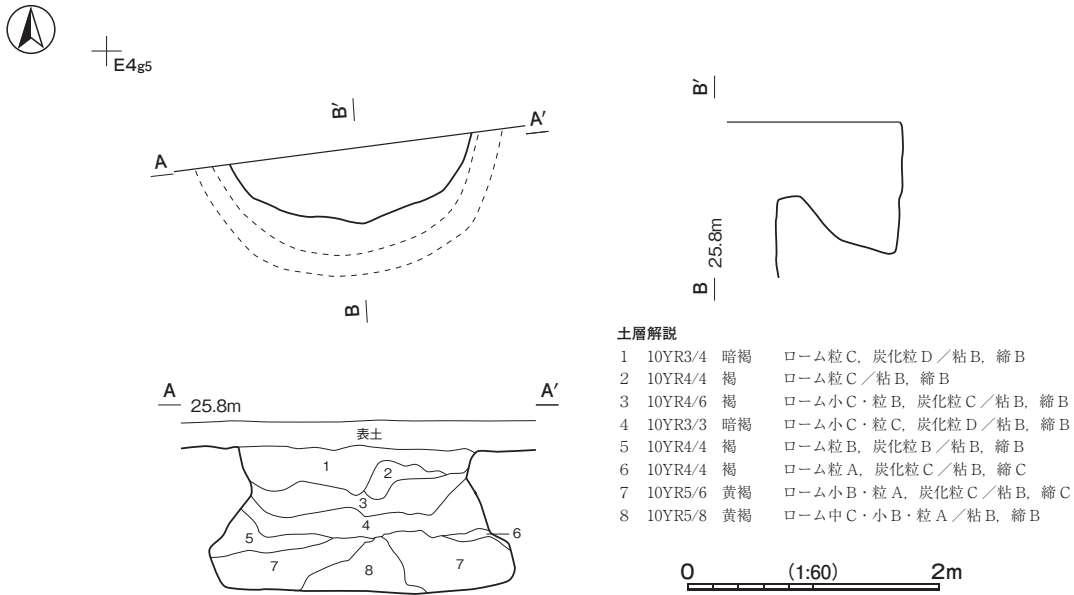 E4g5
B′
A
A′
B
B′
25.8m
B
A
25.8m
A′
表土
1
2
3
4
5
6
7
8
7
土層解説
1 10YR3/4 暗褐 ローム粒C，炭化粒D／粘B，締B
2 10YR4/4 褐 ローム粒C／粘B，締B
3 10YR4/6 褐 ローム小C・粒B，炭化粒C／粘B，締B
4 10YR3/3 暗褐 ローム小C・粒C，炭化粒D／粘B，締B
5 10YR4/4 褐 ローム粒B，炭化粒B／粘B，締B
6 10YR4/4 褐 ローム粒A，炭化粒C／粘B，締C
7 10YR5/6 黄褐 ローム小B・粒A，炭化粒C／粘B，締C
8 10YR5/8 黄褐 ローム中C・小B・粒A／粘B，締B
0 (1:60) 2m